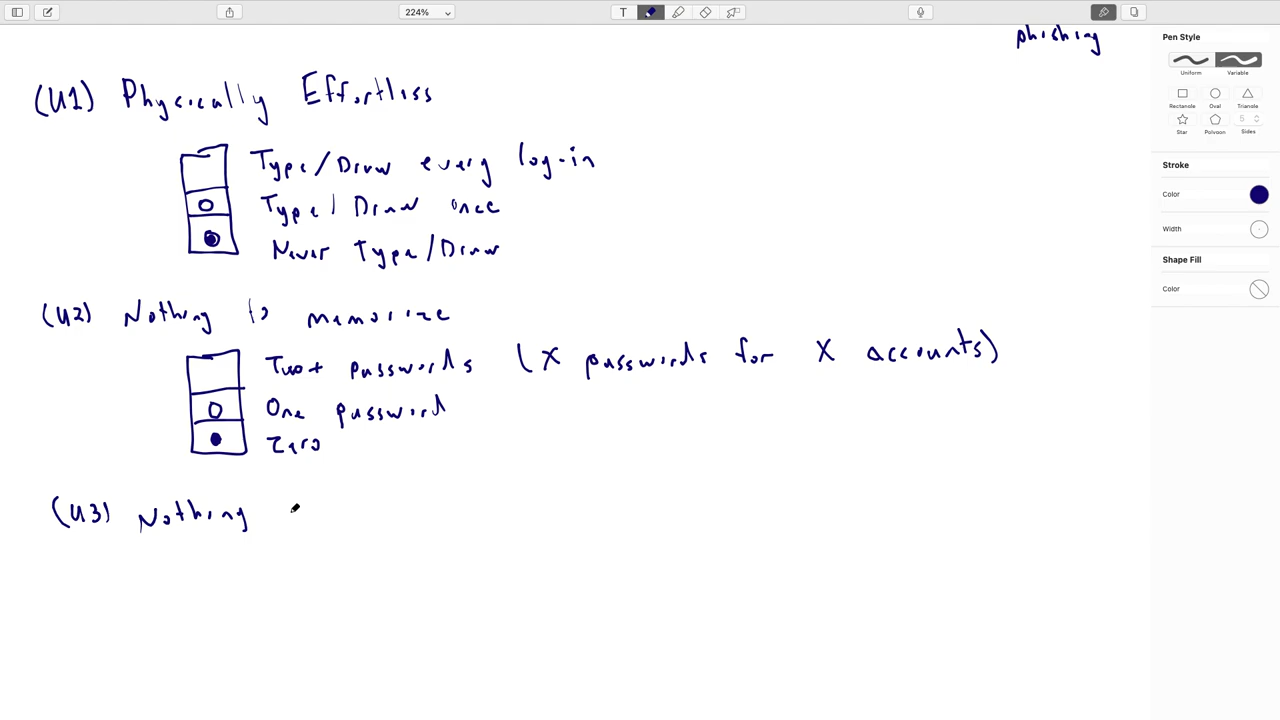 224%
T
phishing
Pen Style
Uniform Variable
Rectangle Oval Triangle
5
Star Polygon Sides
Stroke
Color
Width
Shape Fill
Color
(U1) Physically Effortless
Type/Draw every log-in
Type/Draw once
Never Type/Draw
(U2) Nothing to memorize
Two+ passwords (X passwords for X accounts)
One password
Zero
(U3) Nothing